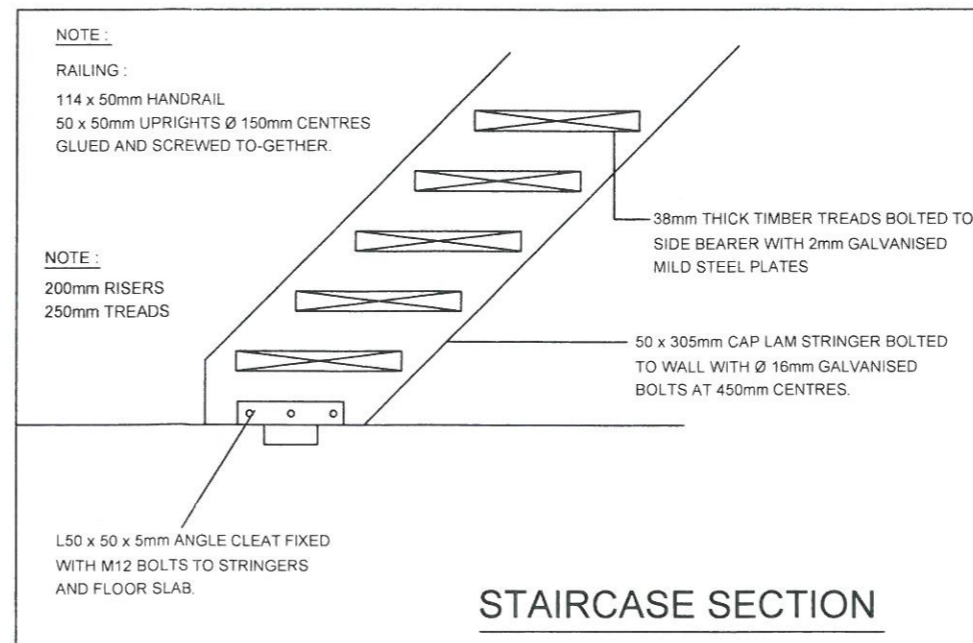 NOTE :
RAILING :
114 x 50mm HANDRAIL
50 x 50mm UPRIGHTS Ø 150mm CENTRES
GLUED AND SCREWED TO-GETHER.
38mm THICK TIMBER TREADS BOLTED TO
SIDE BEARER WITH 2mm GALVANISED
MILD STEEL PLATES
NOTE :
200mm RISERS
250mm TREADS
50 x 305mm CAP LAM STRINGER BOLTED
TO WALL WITH Ø 16mm GALVANISED
BOLTS AT 450mm CENTRES.
L50 x 50 x 5mm ANGLE CLEAT FIXED
WITH M12 BOLTS TO STRINGERS
AND FLOOR SLAB.
STAIRCASE SECTION